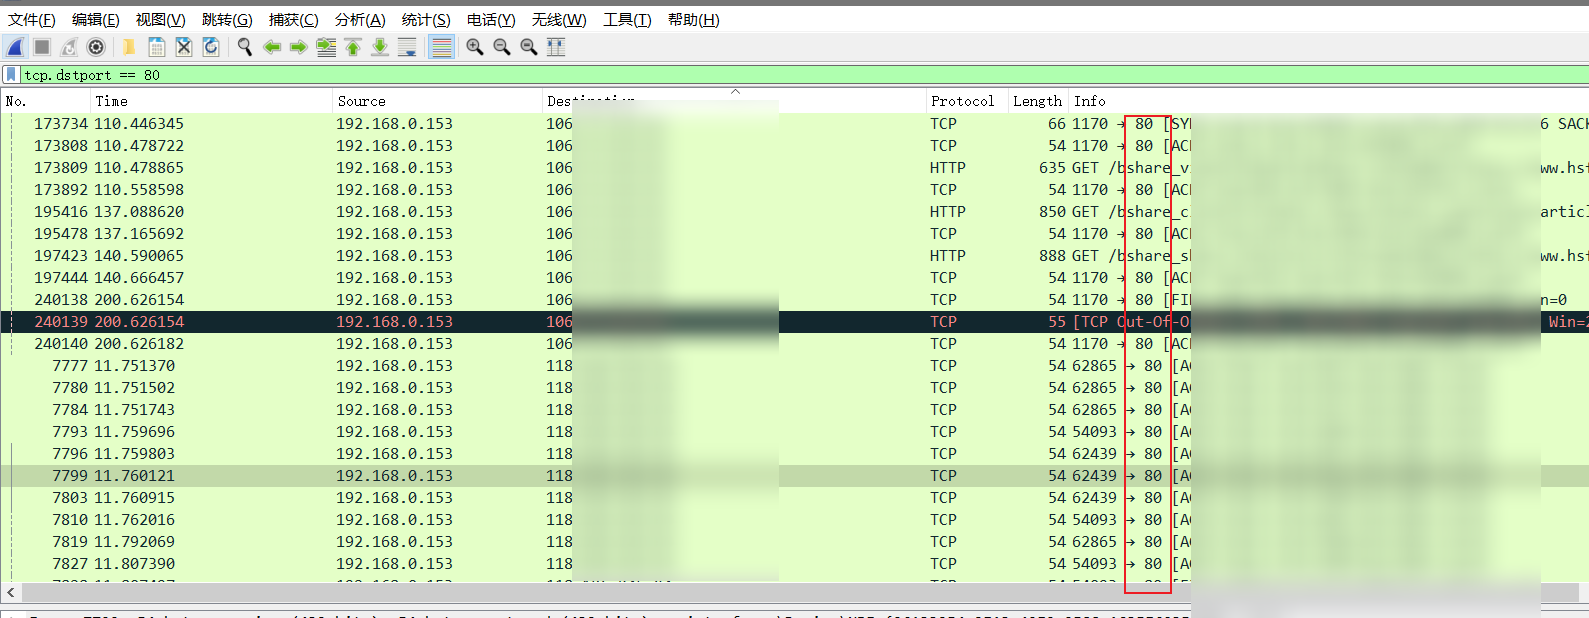 文件(F) 编辑(E) 视图(V) 跳转(G) 捕获(C) 分析(A) 统计(S) 电话(Y) 无线(W) 工具(T) 帮助(H)
tcp.dstport == 80
No. Time Source Destination Protocol Length Info
173734 110.446345 192.168.0.153 106 TCP 66 1170 → 80 [SY 6 SACK
173808 110.478722 192.168.0.153 106 TCP 54 1170 → 80 [AC
173809 110.478865 192.168.0.153 106 HTTP 635 GET /bshare_v ww.hsf
173892 110.558598 192.168.0.153 106 TCP 54 1170 → 80 [AC
195416 137.088620 192.168.0.153 106 HTTP 850 GET /bshare_c articl
195478 137.165692 192.168.0.153 106 TCP 54 1170 → 80 [AC
197423 140.590065 192.168.0.153 106 HTTP 888 GET /bshare_s ww.hsf
197444 140.666457 192.168.0.153 106 TCP 54 1170 → 80 [AC
240138 200.626154 192.168.0.153 106 TCP 54 1170 → 80 [FI n=0
240139 200.626154 192.168.0.153 106 TCP 55 [TCP Out-Of-O Win=2
240140 200.626182 192.168.0.153 106 TCP 54 1170 → 80 [AC
7777 11.751370 192.168.0.153 118 TCP 54 62865 → 80 [A
7780 11.751502 192.168.0.153 118 TCP 54 62865 → 80 [A
7784 11.751743 192.168.0.153 118 TCP 54 62865 → 80 [A
7793 11.759696 192.168.0.153 118 TCP 54 54093 → 80 [A
7796 11.759803 192.168.0.153 118 TCP 54 62439 → 80 [A
7799 11.760121 192.168.0.153 118 TCP 54 62439 → 80 [A
7803 11.760915 192.168.0.153 118 TCP 54 62439 → 80 [A
7810 11.762016 192.168.0.153 118 TCP 54 54093 → 80 [A
7819 11.792069 192.168.0.153 118 TCP 54 62865 → 80 [A
7827 11.807390 192.168.0.153 118 TCP 54 54093 → 80 [A